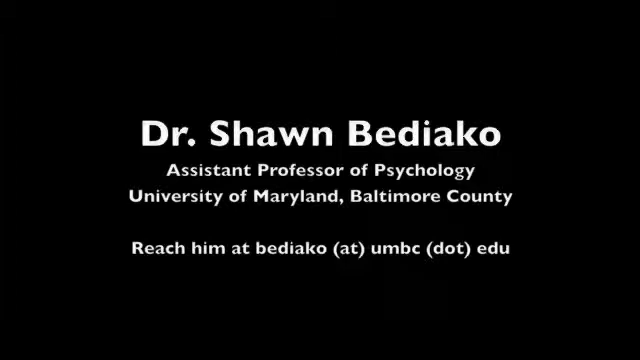 Dr. Shawn Bediako
Assistant Professor of Psychology
University of Maryland, Baltimore County
Reach him at bediako (at) umbc (dot) edu